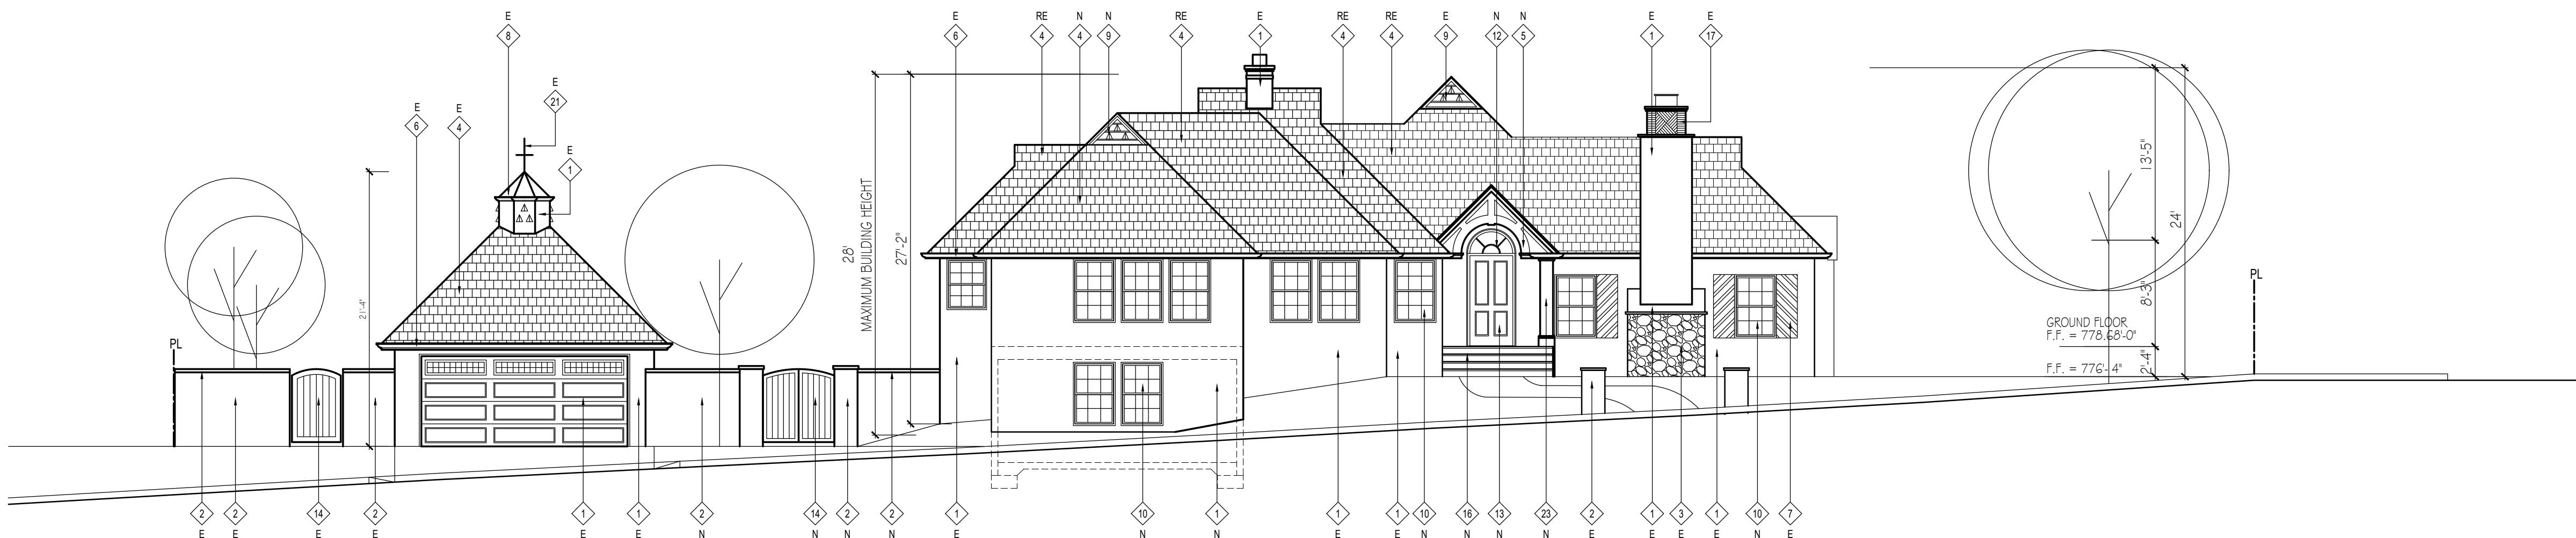 E
8
E
21
E
6
E
4
E
1
21'-4"
PL
28'
MAXIMUM BUILDING HEIGHT
27'-2"
E
6
RE
4
N
4
N
9
RE
4
E
1
RE
4
RE
4
E
9
N
12
N
5
E
1
E
17
13'-5"
24'
8'-3"
2'-4"
GROUND FLOOR
F.F. = 778.68'-0"
F.F. = 776'- 4"
PL
2
E
2
E
14
E
2
E
1
E
1
E
2
N
14
N
2
N
2
N
1
E
10
N
1
N
1
E
1
E
10
N
16
N
13
N
23
N
2
E
1
E
3
E
1
E
10
N
7
E